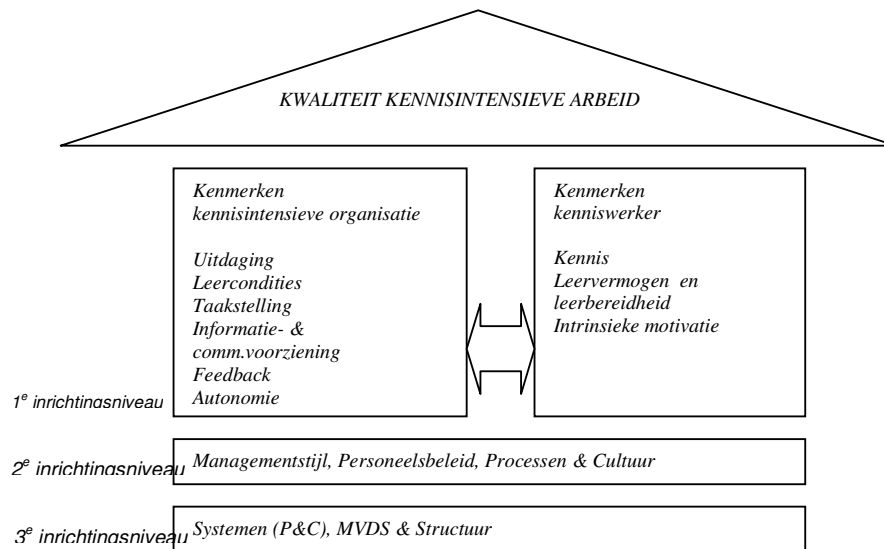 KWALITEIT KENNISINTENSIEVE ARBEID
Kenmerken
kennisintensieve organisatie
Uitdaging
Leercondities
Taakstelling
Informatie- &
comm.voorziening
Feedback
Autonomie
Kenmerken
kenniswerker
Kennis
Leervermogen en
leerbereidheid
Intrinsieke motivatie
1e inrichtingsniveau
2e inrichtingsniveau
Managementstijl, Personeelsbeleid, Processen & Cultuur
3e inrichtingsniveau
Systemen (P&C), MVDS & Structuur